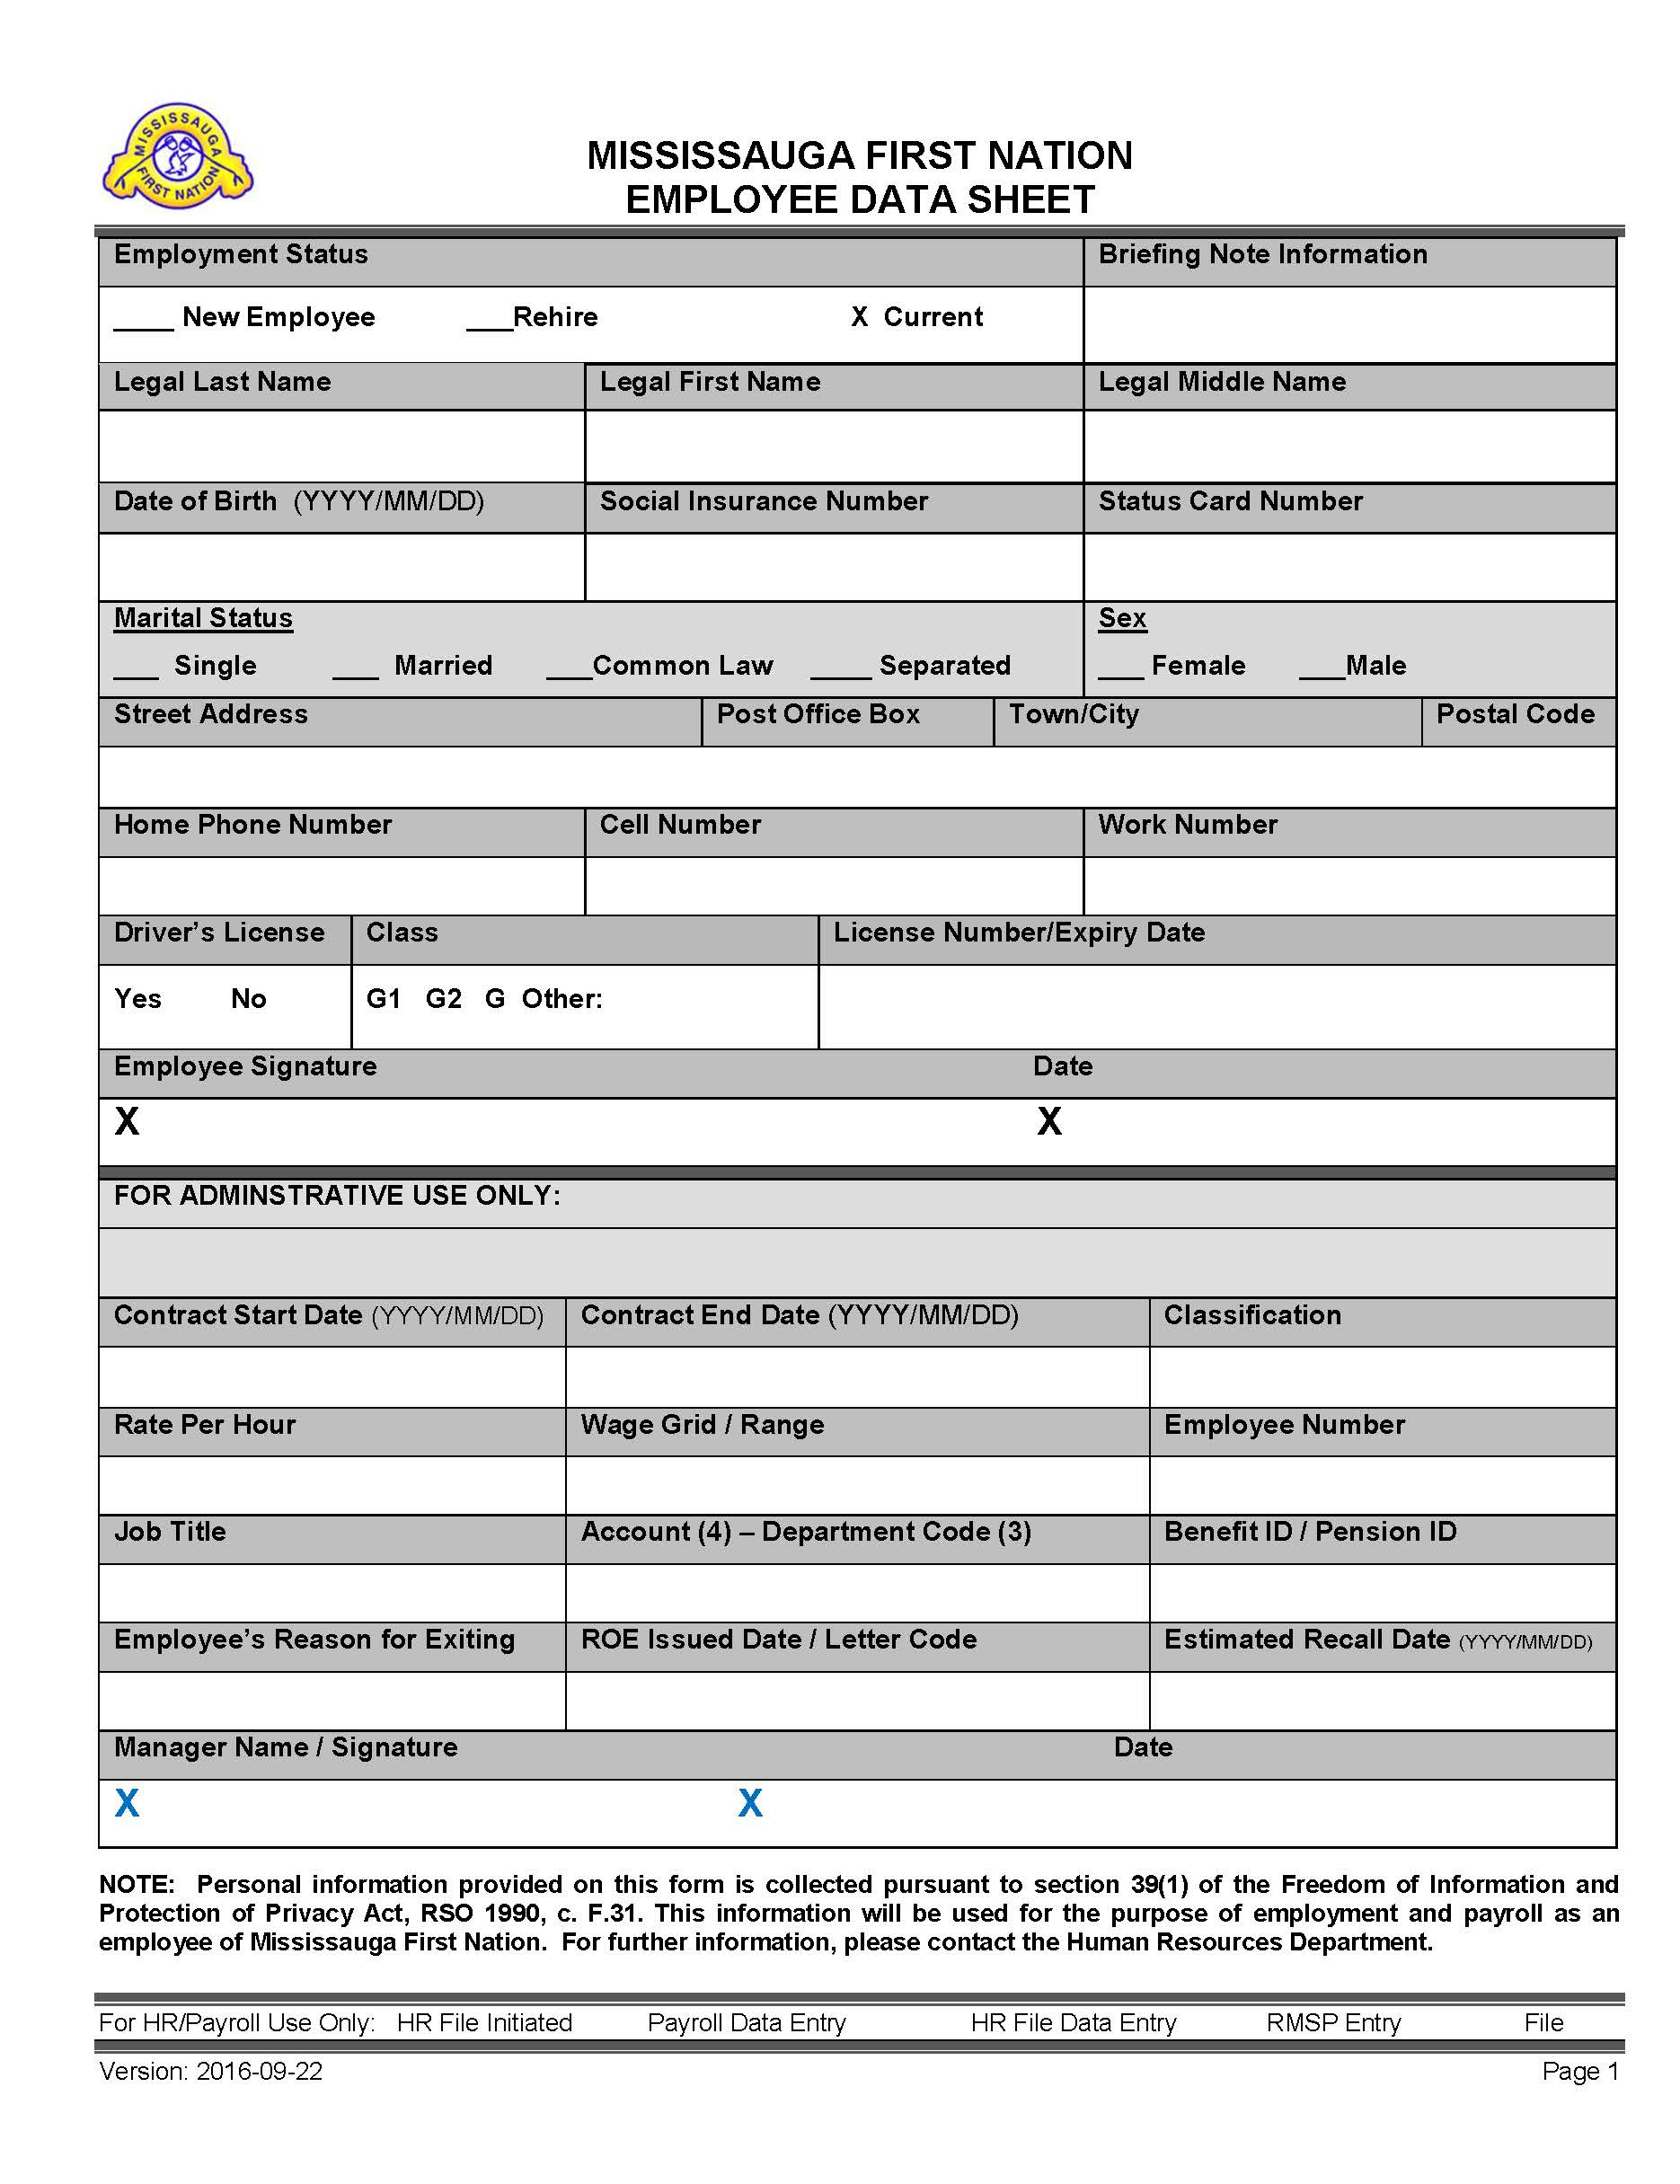 MISSISSAUGA
FIRST NATION
MISSISSAUGA FIRST NATION
EMPLOYEE DATA SHEET
Employment Status Briefing Note Information
____ New Employee ___Rehire X Current
Legal Last Name Legal First Name Legal Middle Name
Date of Birth (YYYY/MM/DD) Social Insurance Number Status Card Number
Marital Status Sex
___ Single ___ Married ___Common Law ____ Separated ___ Female ___Male
Street Address Post Office Box Town/City Postal Code
Home Phone Number Cell Number Work Number
Driver’s License Class License Number/Expiry Date
Yes No G1 G2 G Other:
Employee Signature Date
X X
FOR ADMINSTRATIVE USE ONLY:
Contract Start Date (YYYY/MM/DD) Contract End Date (YYYY/MM/DD) Classification
Rate Per Hour Wage Grid / Range Employee Number
Job Title Account (4) – Department Code (3) Benefit ID / Pension ID
Employee’s Reason for Exiting ROE Issued Date / Letter Code Estimated Recall Date (YYYY/MM/DD)
Manager Name / Signature Date
X X
NOTE: Personal information provided on this form is collected pursuant to section 39(1) of the Freedom of Information and
Protection of Privacy Act, RSO 1990, c. F.31. This information will be used for the purpose of employment and payroll as an
employee of Mississauga First Nation. For further information, please contact the Human Resources Department.
For HR/Payroll Use Only: HR File Initiated Payroll Data Entry HR File Data Entry RMSP Entry File
Version: 2016-09-22 Page 1